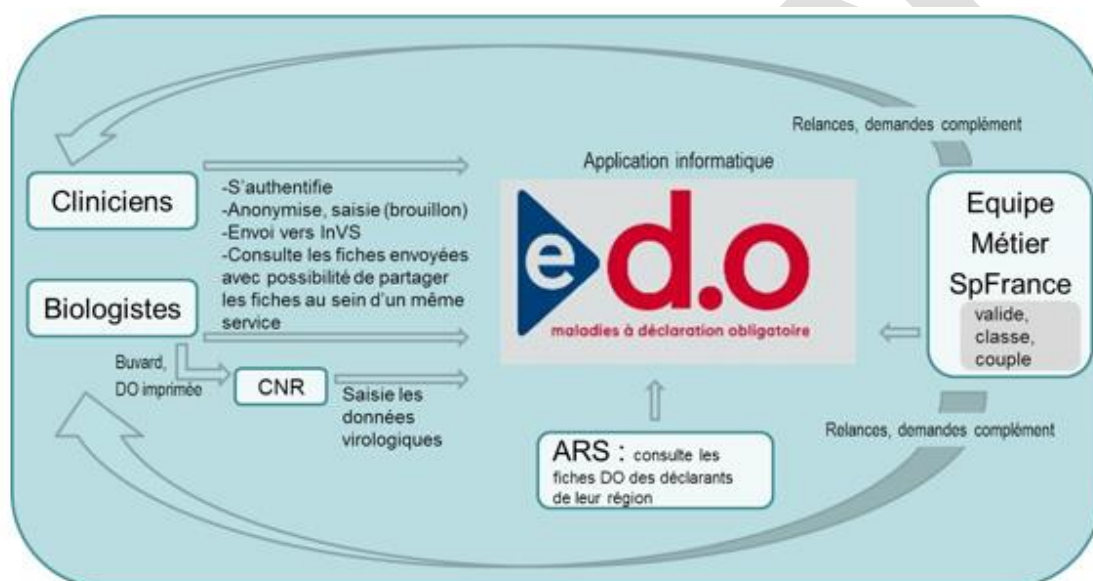 Relances, demandes complément
Application informatique
Cliniciens
-S'authentifie
-Anonymise, saisie (brouillon)
-Envoi vers InVS
-Consulte les fiches envoyées
avec possibilité de partager
les fiches au sein d'un même
service
Biologistes
Buvard,
DO imprimée
CNR
Saisie les
données
virologiques
e d.o
maladies à déclaration obligatoire
Equipe
Métier
SpFrance
valide,
classe,
couple
ARS : consulte les
fiches DO des déclarants
de leur région
Relances, demandes complément